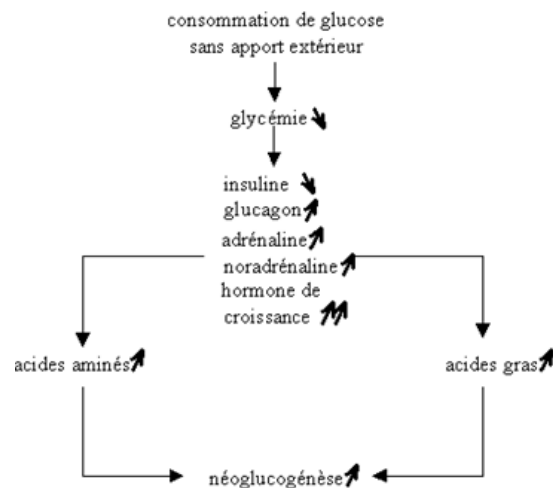 consommation de glucose
sans apport extérieur
glycémie
insuline
glucagon
adrénaline
noradrénaline
hormone de
croissance
acides aminés
acides gras
néoglucogénèse